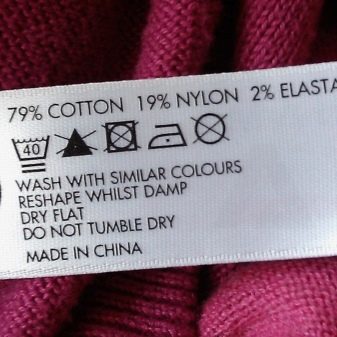 79% COTTON 19% NYLON 2% ELASTA
40
WASH WITH SIMILAR COLOURS
RESHAPE WHILST DAMP
DRY FLAT
DO NOT TUMBLE DRY
MADE IN CHINA